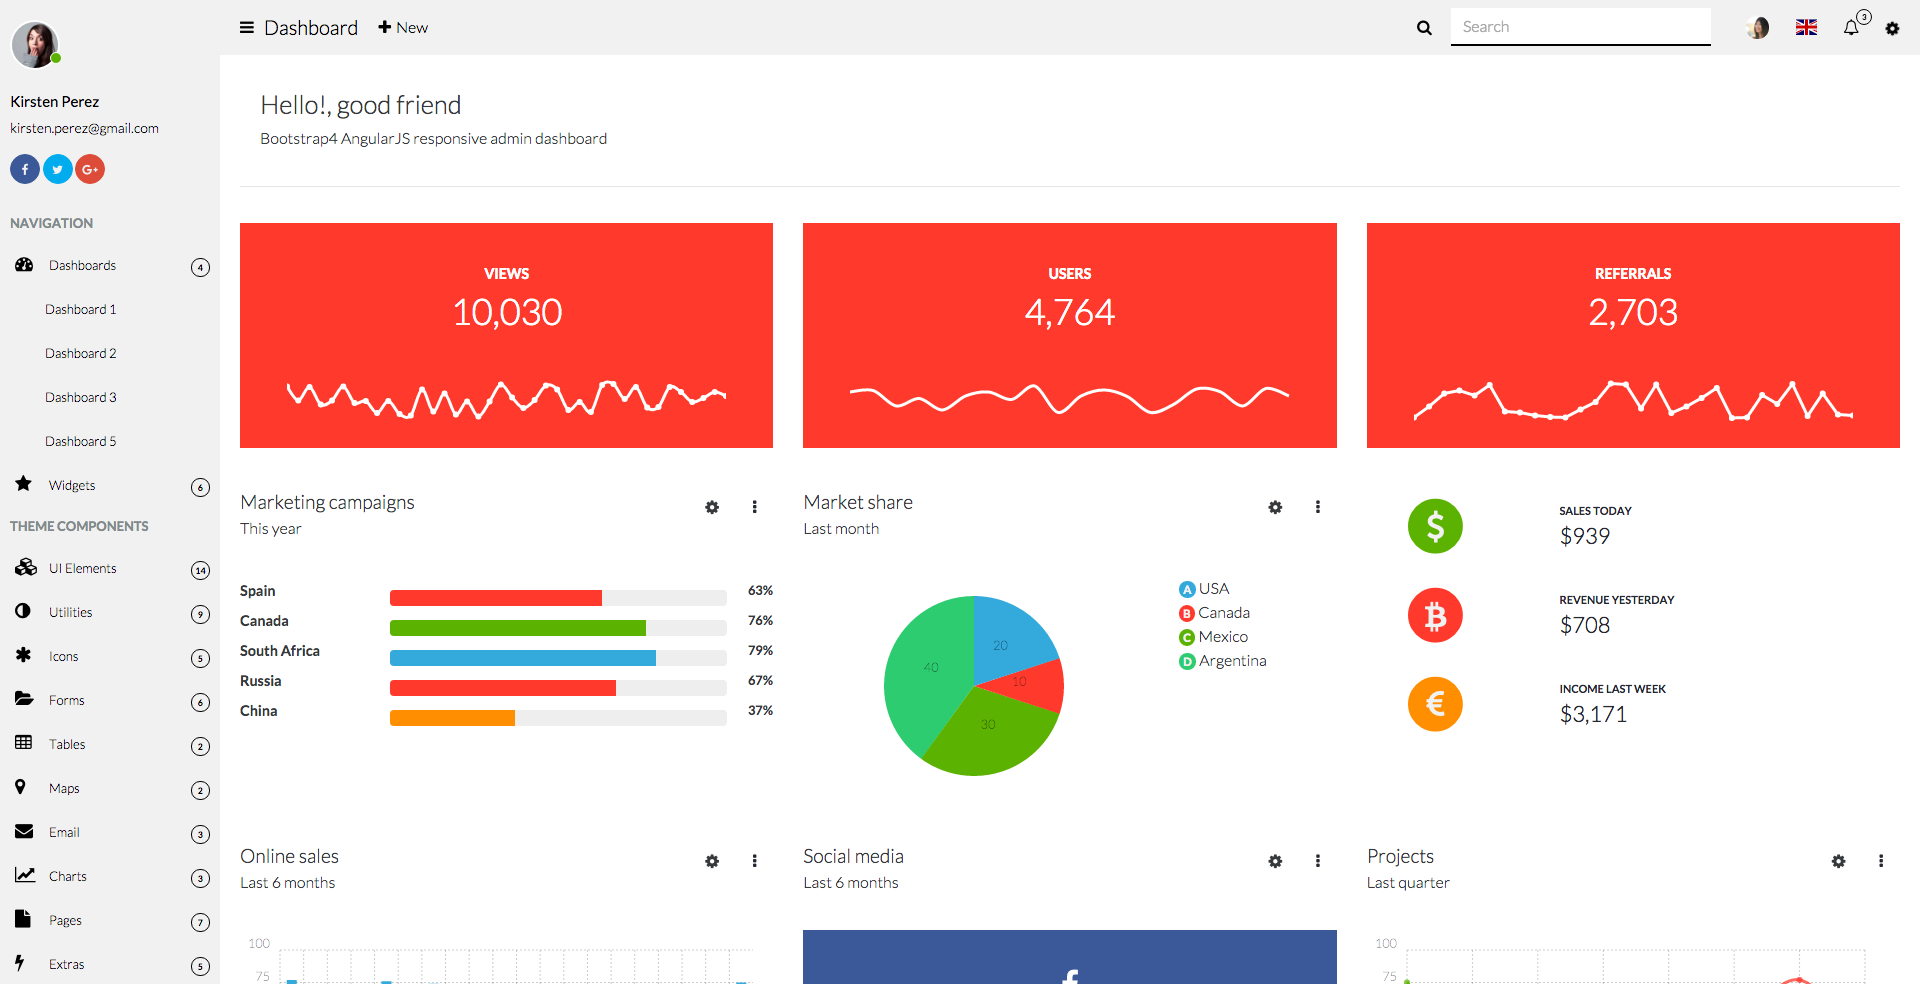 Kirsten Perez
kirsten.perez@gmail.com
f
G+
NAVIGATION
Dashboards 4
Dashboard 1
Dashboard 2
Dashboard 3
Dashboard 5
Widgets 6
THEME COMPONENTS
UI Elements 14
Utilities 9
Icons 5
Forms 6
Tables 2
Maps 2
Email 3
Charts 3
Pages 7
Extras 5
Dashboard New
Search
3
Hello!, good friend
Bootstrap4 AngularJS responsive admin dashboard
VIEWS
10,030
USERS
4,764
REFERRALS
2,703
Marketing campaigns
This year
Spain 63%
Canada 76%
South Africa 79%
Russia 67%
China 37%
Market share
Last month
20
10
30
40
A USA
B Canada
C Mexico
D Argentina
$
SALES TODAY
$939
REVENUE YESTERDAY
$708
€
INCOME LAST WEEK
$3,171
Online sales
Last 6 months
100
75
Social media
Last 6 months
f
Projects
Last quarter
100
75